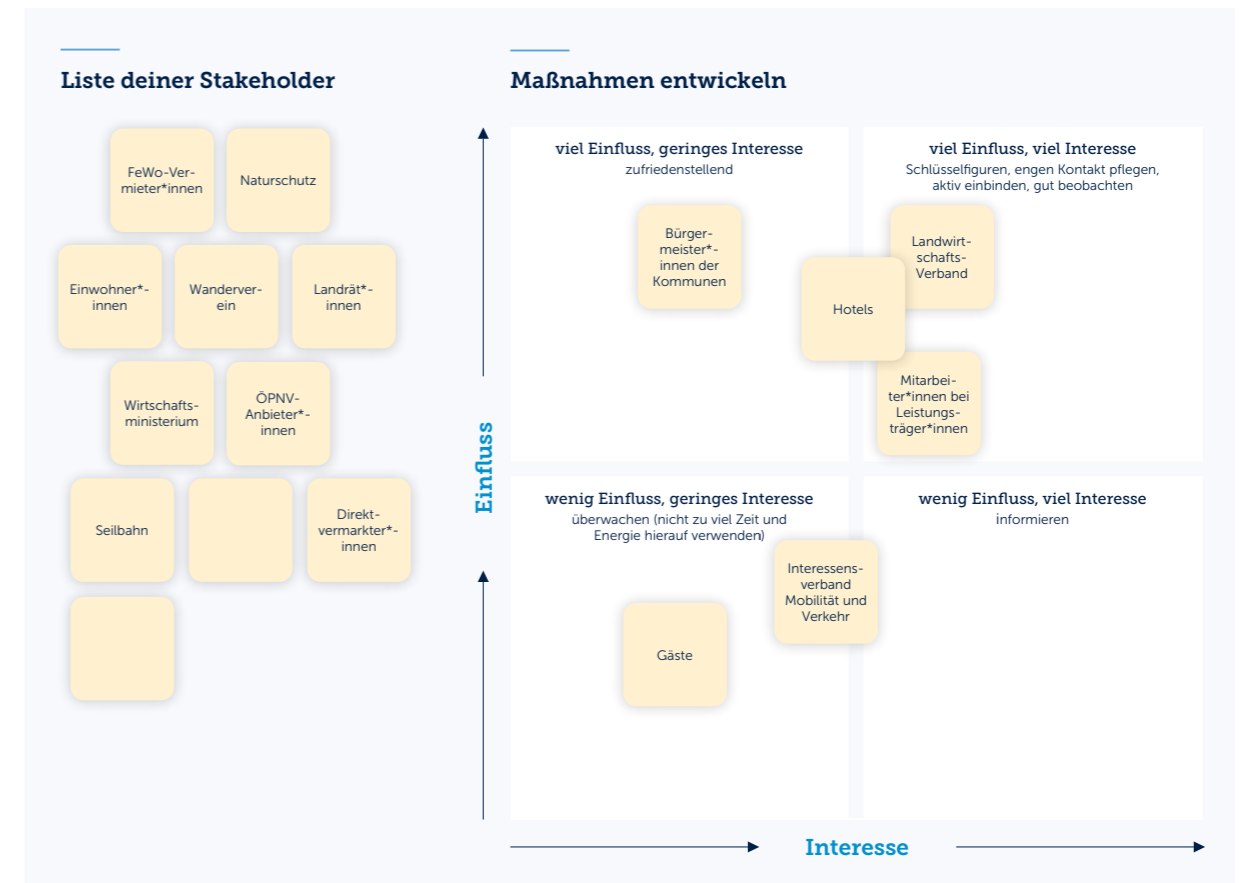 Liste deiner Stakeholder
FeWo-Ver-
mieter*innen
Naturschutz
Einwohner*-
innen
Wanderver-
ein
Landrät*-
innen
Wirtschafts-
ministerium
ÖPNV-
Anbieter*-
innen
Seilbahn
Direkt-
vermarkter*-
innen
Maßnahmen entwickeln
Einfluss
viel Einfluss, geringes Interesse
zufriedenstellend
Bürger-
meister*-
innen der
Kommunen
viel Einfluss, viel Interesse
Schlüsselfiguren, engen Kontakt pflegen,
aktiv einbinden, gut beobachten
Landwirt-
schafts-
Verband
Hotels
Mitarbei-
ter*innen bei
Leistungs-
träger*innen
wenig Einfluss, geringes Interesse
überwachen (nicht zu viel Zeit und
Energie hierauf verwenden)
Interessens-
verband
Mobilität und
Verkehr
Gäste
wenig Einfluss, viel Interesse
informieren
Interesse